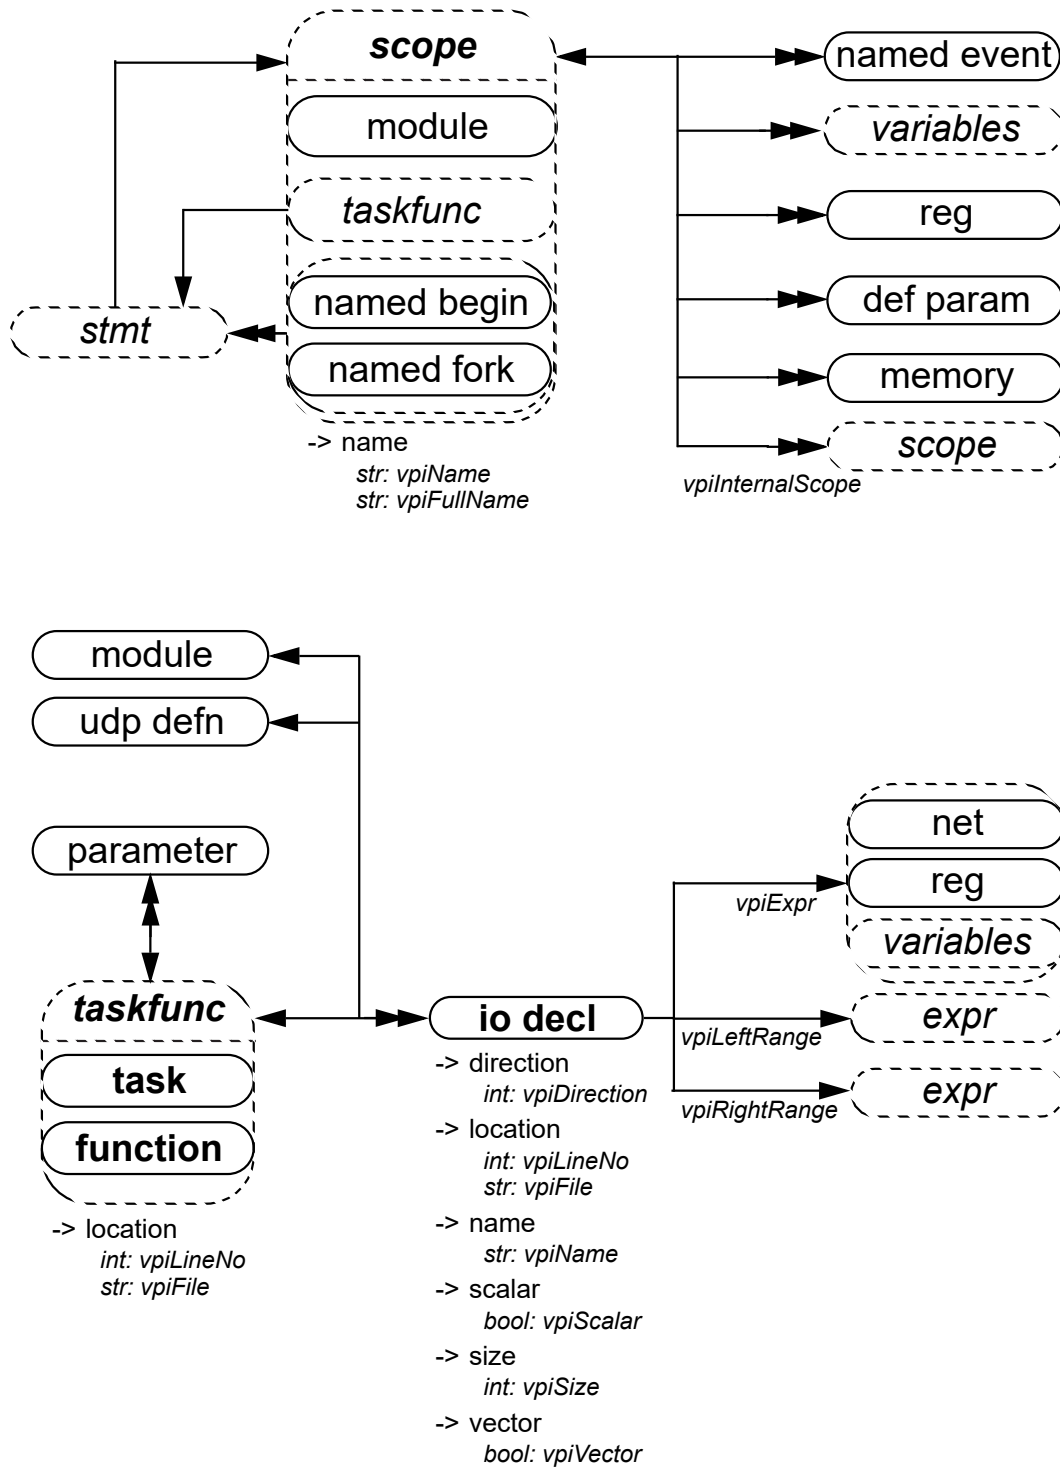 scope
named event
module
variables
taskfunc
reg
named begin
def param
stmt
named fork
memory
-> name
scope
str: vpiName
vpiInternalScope
str: vpiFullName
module
udp defn
parameter
net
reg
vpiExpr
variables
taskfunc
io decl
expr
vpiLeftRange
task
-> direction
int: vpiDirection
expr
vpiRightRange
function
-> location
int: vpiLineNo
str: vpiFile
-> location
int: vpiLineNo
str: vpiFile
-> name
str: vpiName
-> scalar
bool: vpiScalar
-> size
int: vpiSize
-> vector
bool: vpiVector